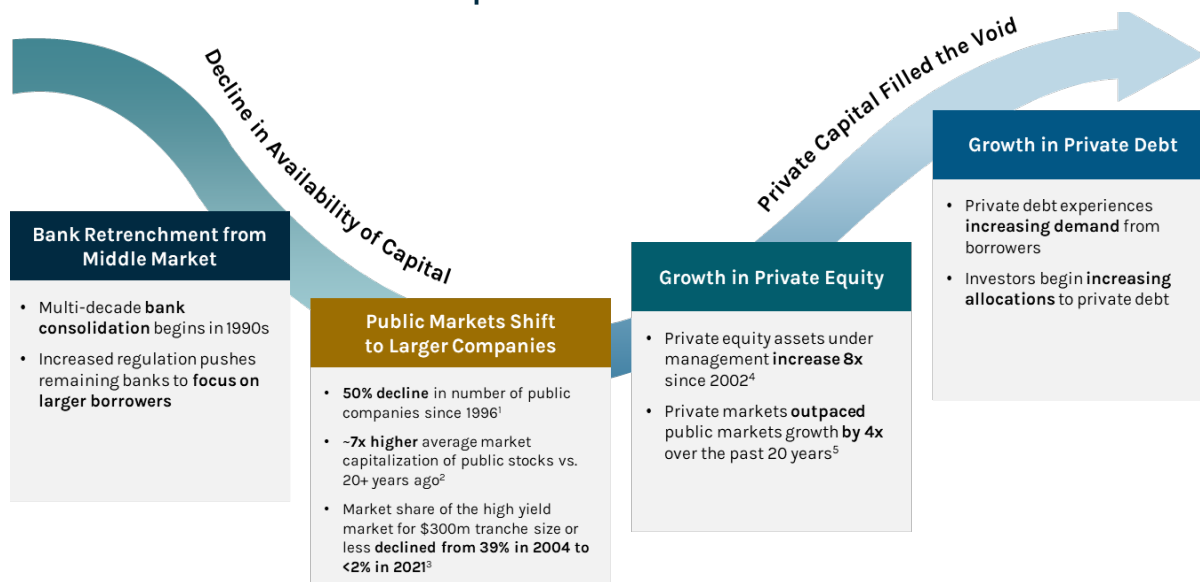 Decline in Availability of Capital
Private Capital Filled the Void
Bank Retrenchment from
Middle Market
• Multi-decade bank
consolidation begins in 1990s
• Increased regulation pushes
remaining banks to focus on
larger borrowers
Public Markets Shift
to Larger Companies
• 50% decline in number of public
companies since 1996¹
• ~7x higher average market
capitalization of public stocks vs.
20+ years ago²
• Market share of the high yield
market for $300m tranche size or
less declined from 39% in 2004 to
<2% in 2021³
Growth in Private Equity
• Private equity assets under
management increase 8x
since 2002⁴
• Private markets outpaced
public markets growth by 4x
over the past 20 years⁵
Growth in Private Debt
• Private debt experiences
increasing demand from
borrowers
• Investors begin increasing
allocations to private debt